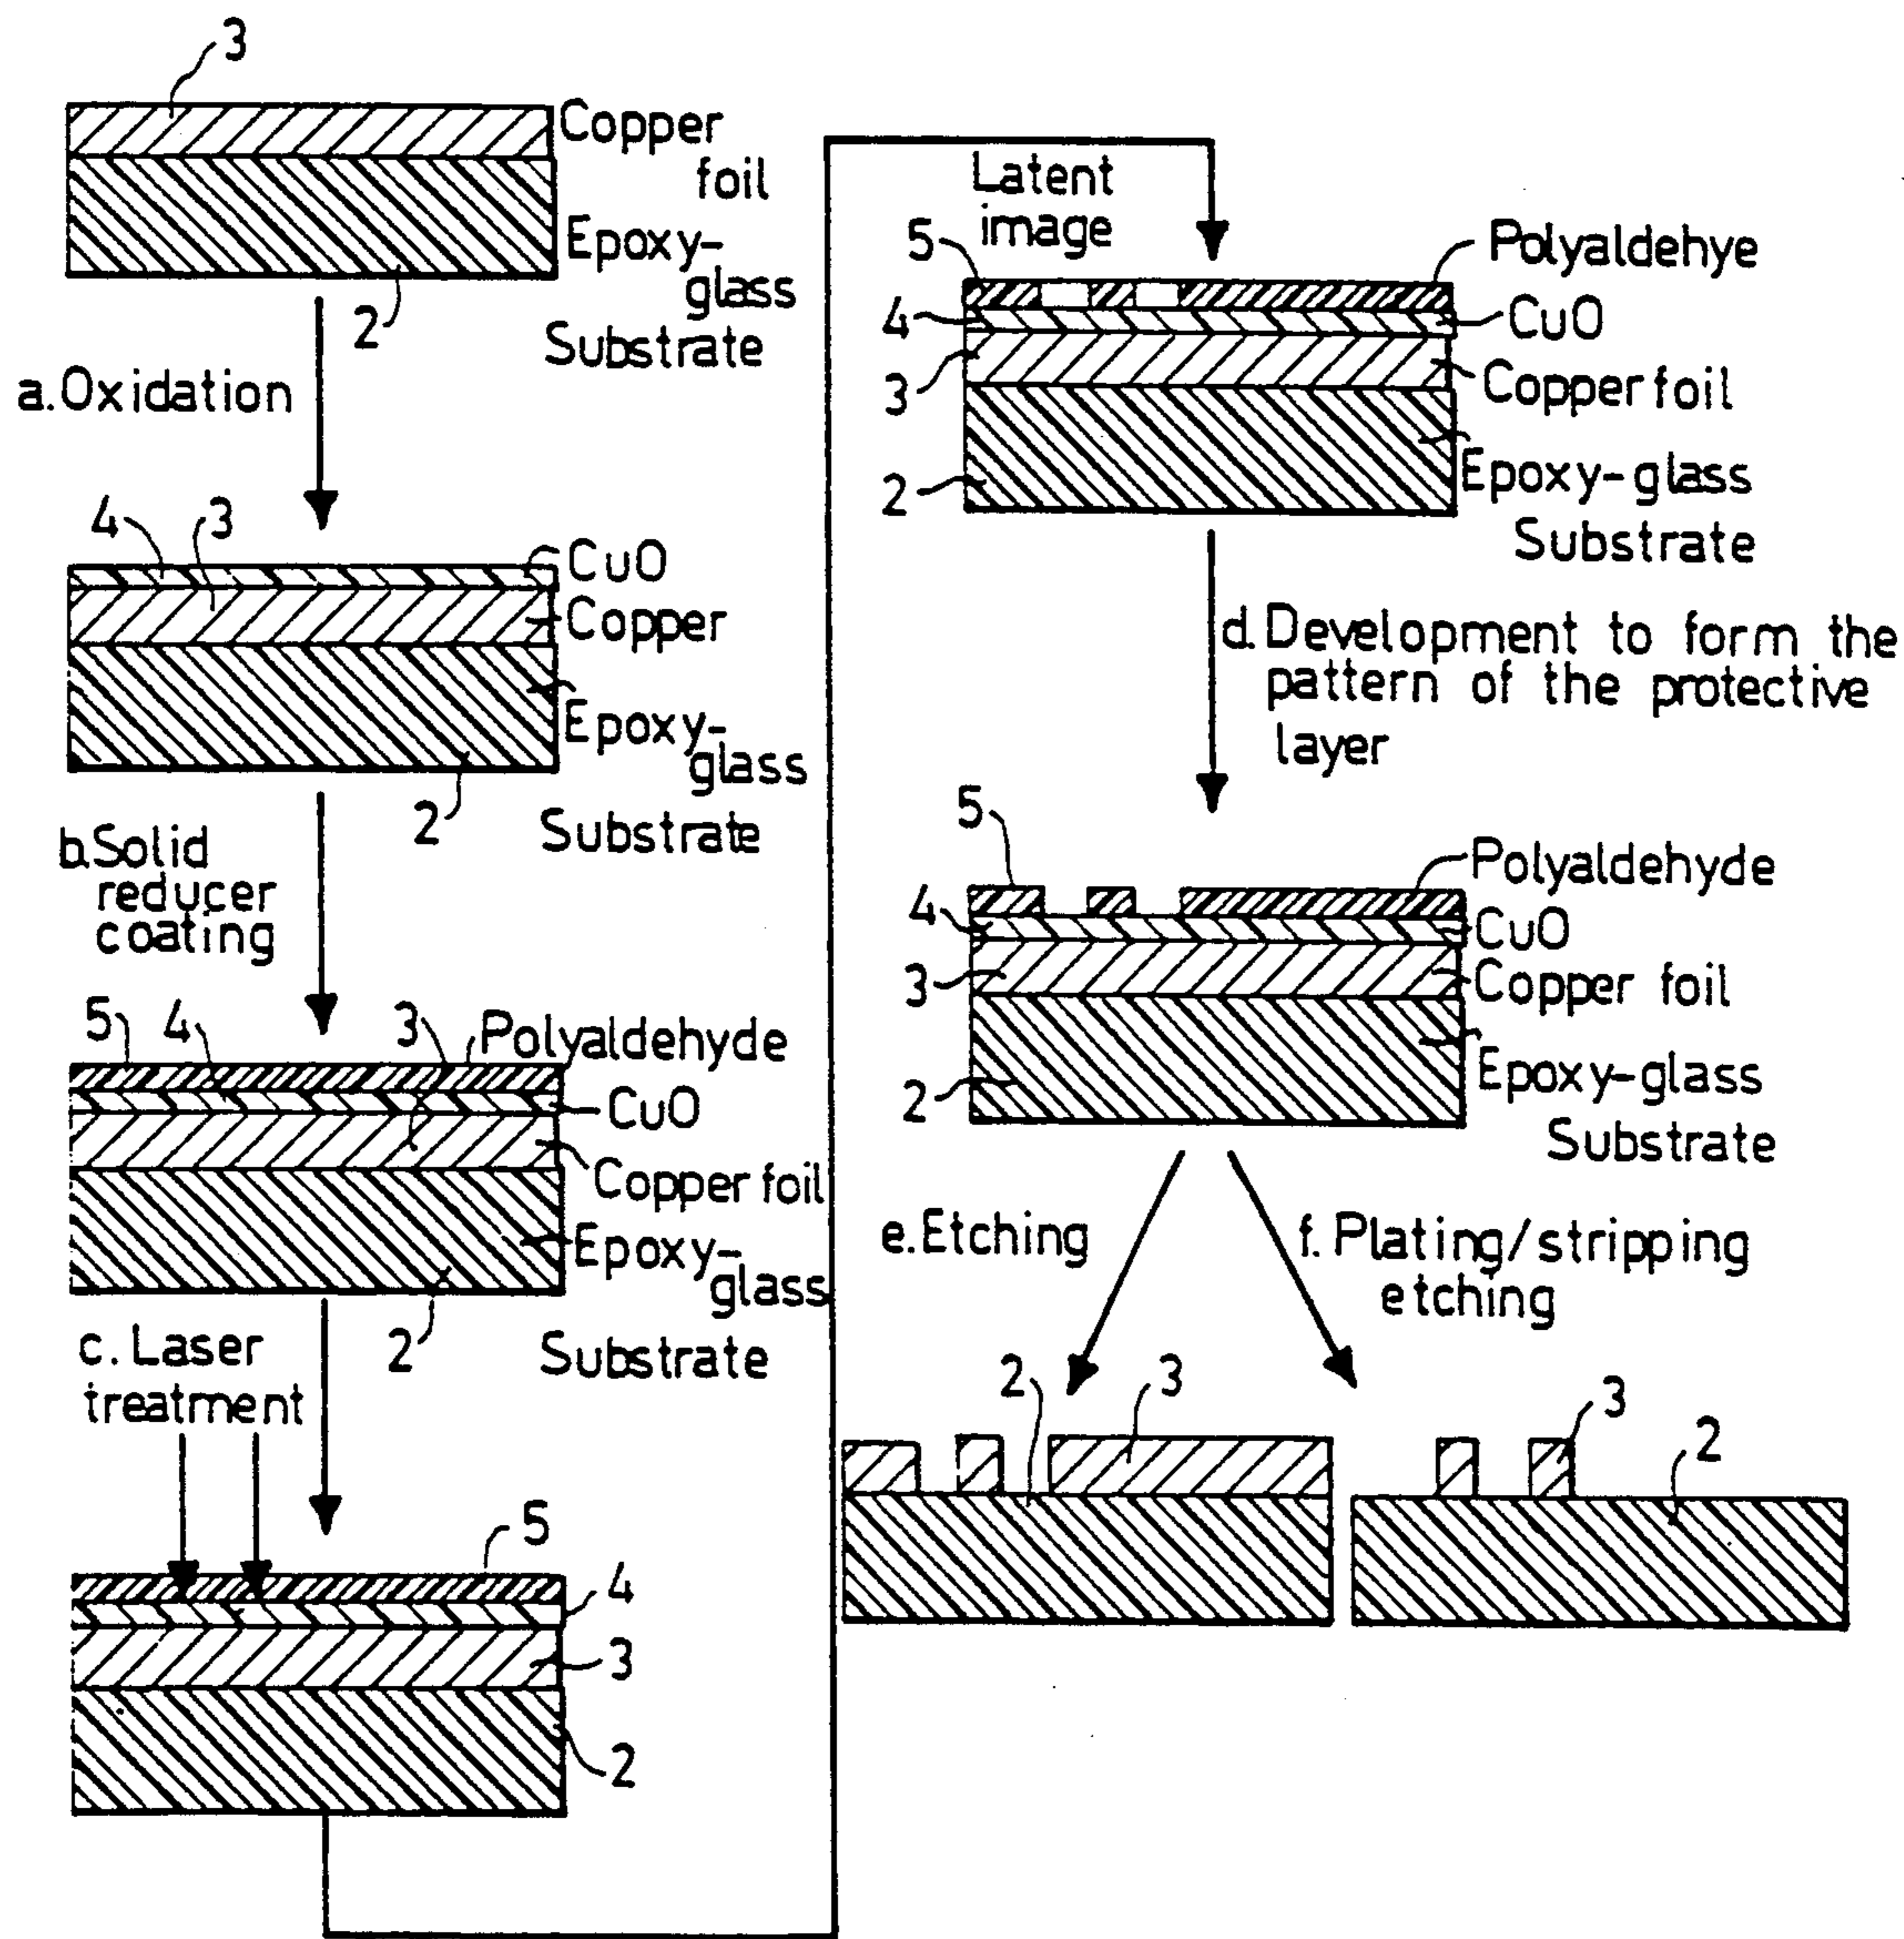 3
Copper
foil
Epoxy-
glass
2
Substrate
a. Oxidation
4 3
CuO
Copper
Epoxy-
glass
2
Substrate
b. Solid
reducer
coating
5 4 3 Polyaldehyde
CuO
Copper foil
Epoxy-
glass
2
Substrate
c. Laser
treatment
5
4
3
2
Latent
image
5
Polyaldehye
4
CuO
3
Copper foil
2
Epoxy-glass
Substrate
d. Development to form the
pattern of the protective
layer
5
Polyaldehyde
4
CuO
3
Copper foil
2
Epoxy-glass
Substrate
e. Etching
f. Plating/stripping
etching
2 3
3
2